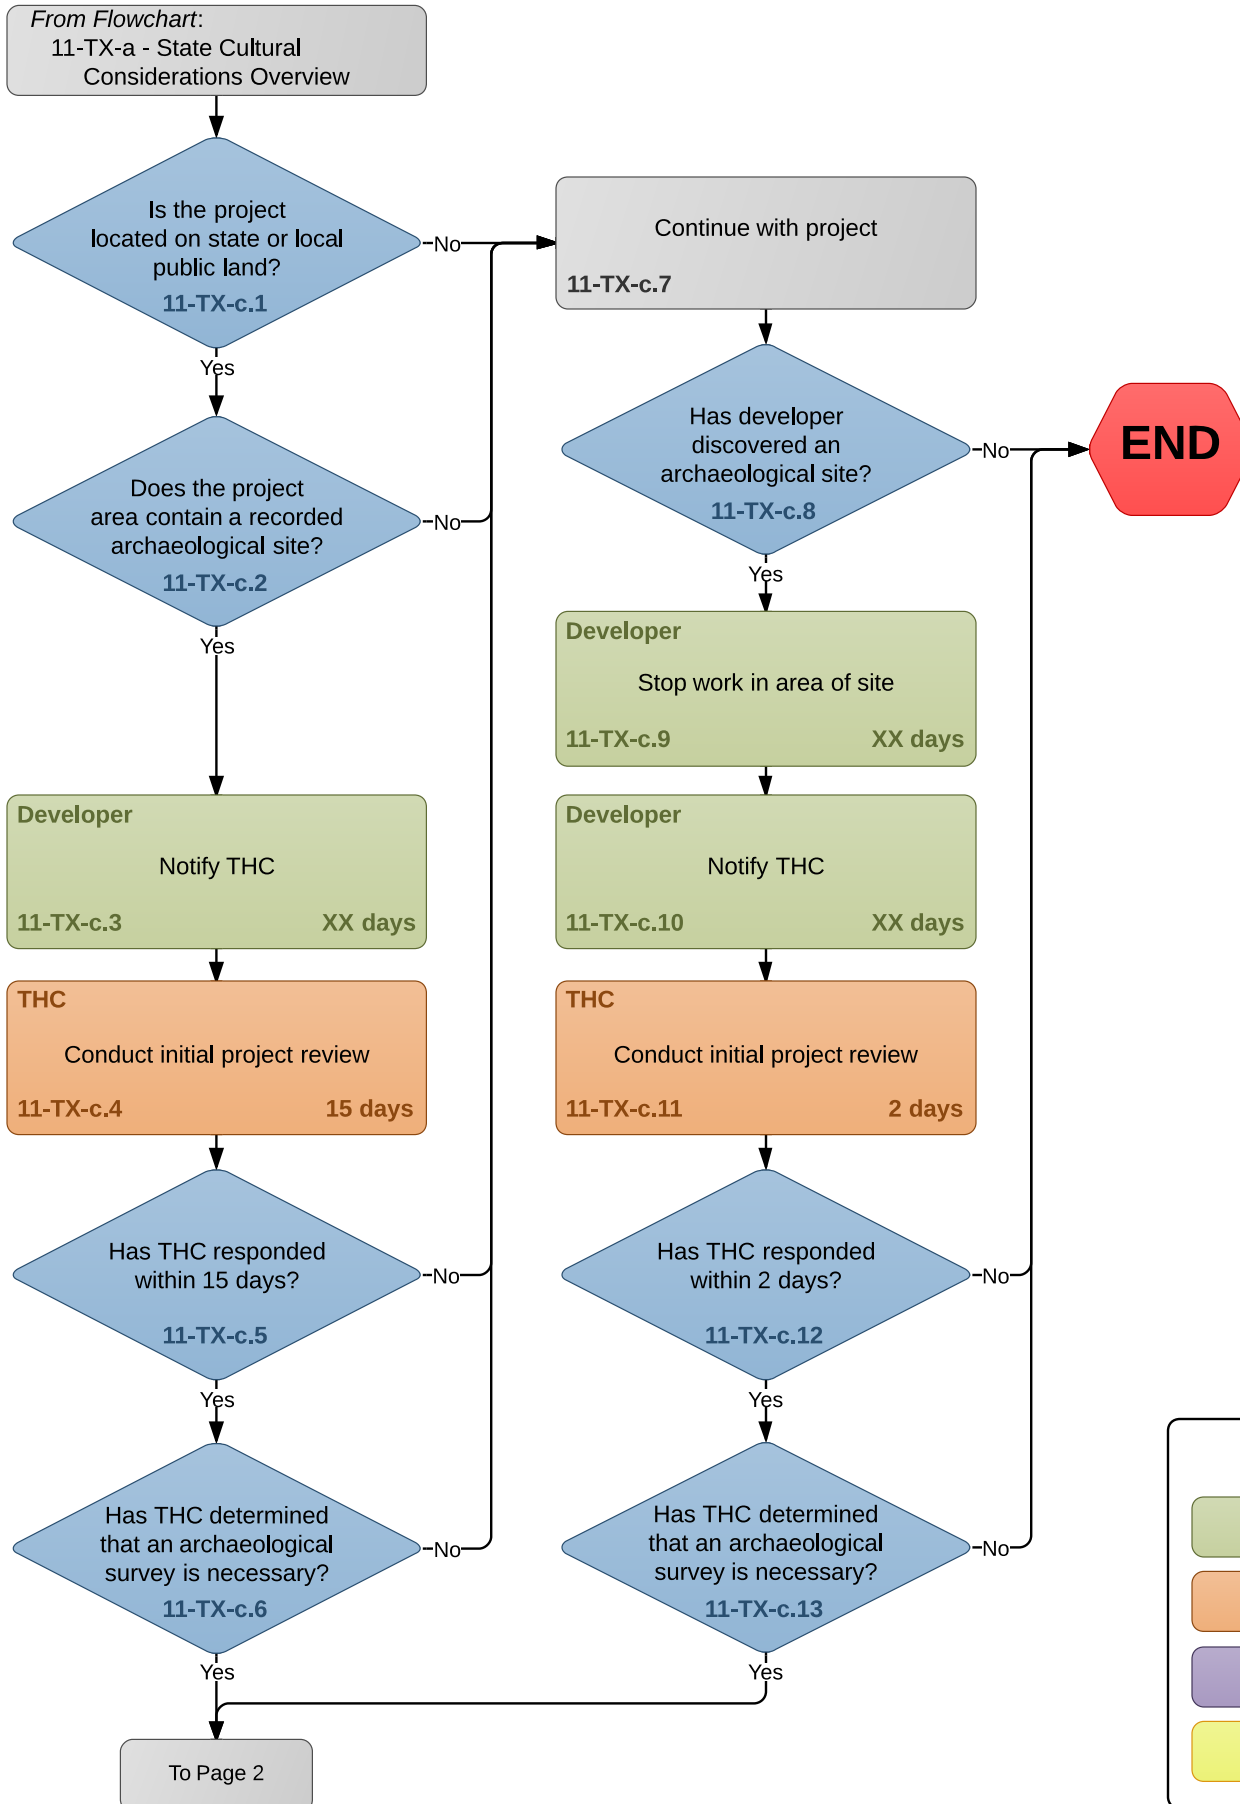 From Flowchart:
11-TX-a - State Cultural
Considerations Overview
Is the project
located on state or local
public land?
11-TX-c.1
No
Yes
Does the project
area contain a recorded
archaeological site?
11-TX-c.2
No
Yes
Developer
Notify THC
11-TX-c.3 XX days
THC
Conduct initial project review
11-TX-c.4 15 days
Has THC responded
within 15 days?
11-TX-c.5
No
Yes
Has THC determined
that an archaeological
survey is necessary?
11-TX-c.6
No
Yes
To Page 2
Continue with project
11-TX-c.7
Has developer
discovered an
archaeological site?
11-TX-c.8
No
Yes
END
Developer
Stop work in area of site
11-TX-c.9 XX days
Developer
Notify THC
11-TX-c.10 XX days
THC
Conduct initial project review
11-TX-c.11 2 days
Has THC responded
within 2 days?
11-TX-c.12
No
Yes
Has THC determined
that an archaeological
survey is necessary?
11-TX-c.13
No
Yes